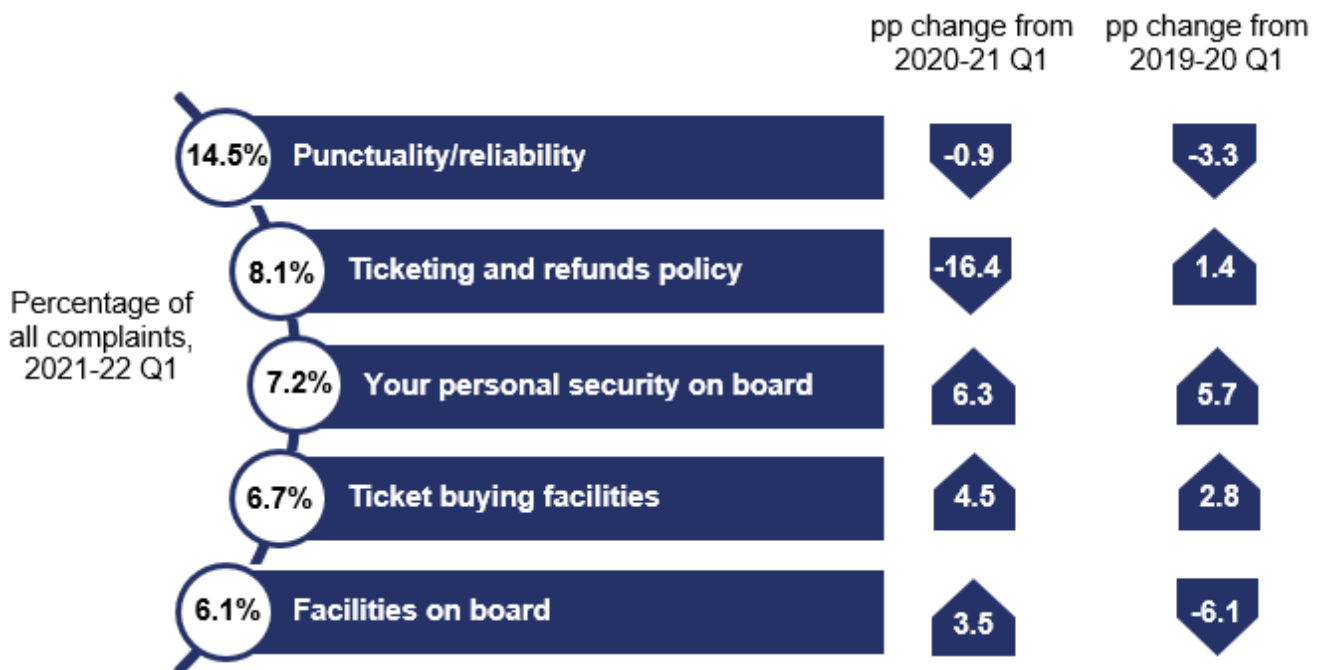 pp change from
2020-21 Q1
pp change from
2019-20 Q1
14.5% Punctuality/reliability -0.9 -3.3
8.1% Ticketing and refunds policy -16.4 1.4
Percentage of
all complaints,
2021-22 Q1
7.2% Your personal security on board 6.3 5.7
6.7% Ticket buying facilities 4.5 2.8
6.1% Facilities on board 3.5 -6.1